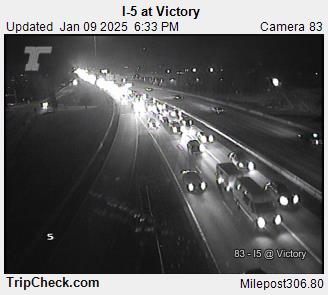 I-5 at Victory
Updated Jan 09 2025 6:33 PM Camera 83
T
S
83 - I5 @ Victory
TripCheck.com Milepost306.80